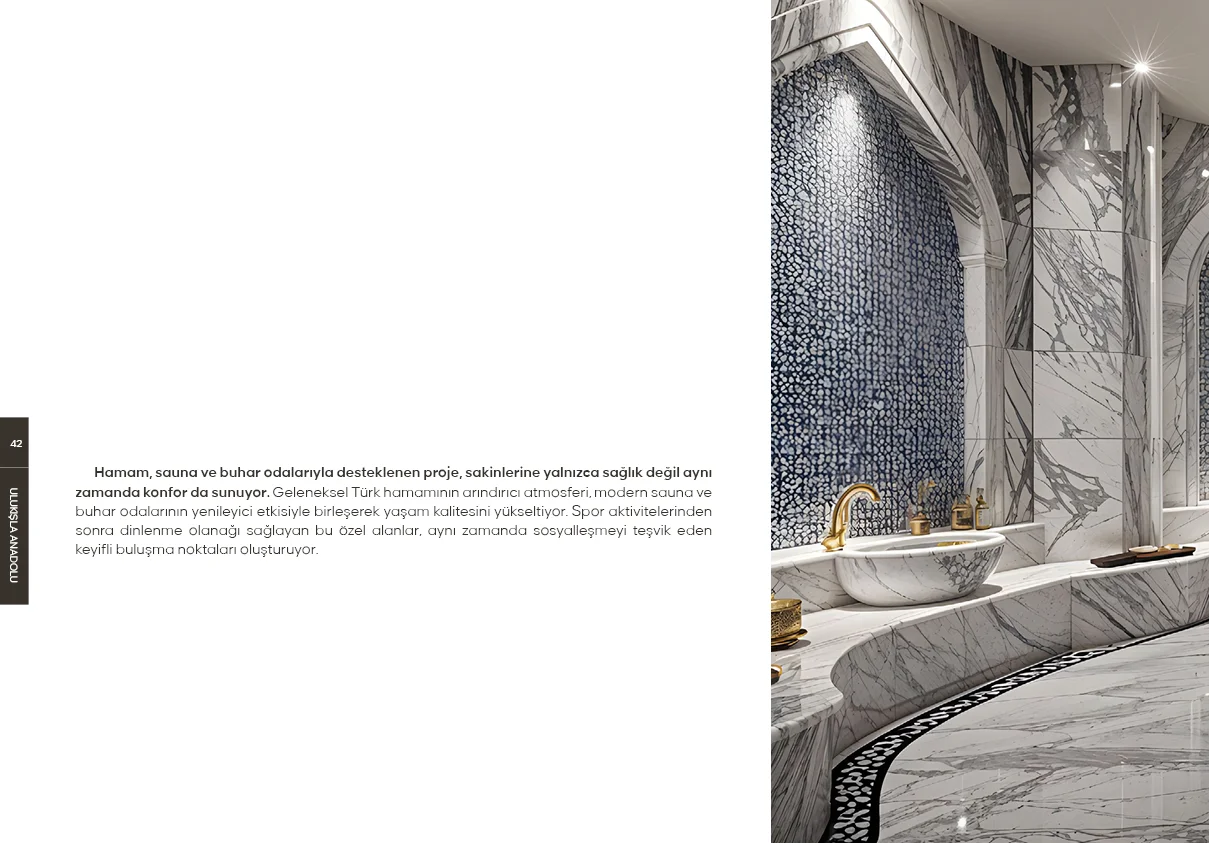 42
ULUKIŞLA ANADOLU
Hamam, sauna ve buhar odalarıyla desteklenen proje, sakinlerine yalnızca sağlık değil aynı
zamanda konfor da sunuyor. Geleneksel Türk hamamının arındırıcı atmosferi, modern sauna ve
buhar odalarının yenileyici etkisiyle birleşerek yaşam kalitesini yükseltiyor. Spor aktivitelerinden
sonra dinlenme olanağı sağlayan bu özel alanlar, aynı zamanda sosyalleşmeyi teşvik eden
keyifli buluşma noktaları oluşturuyor.